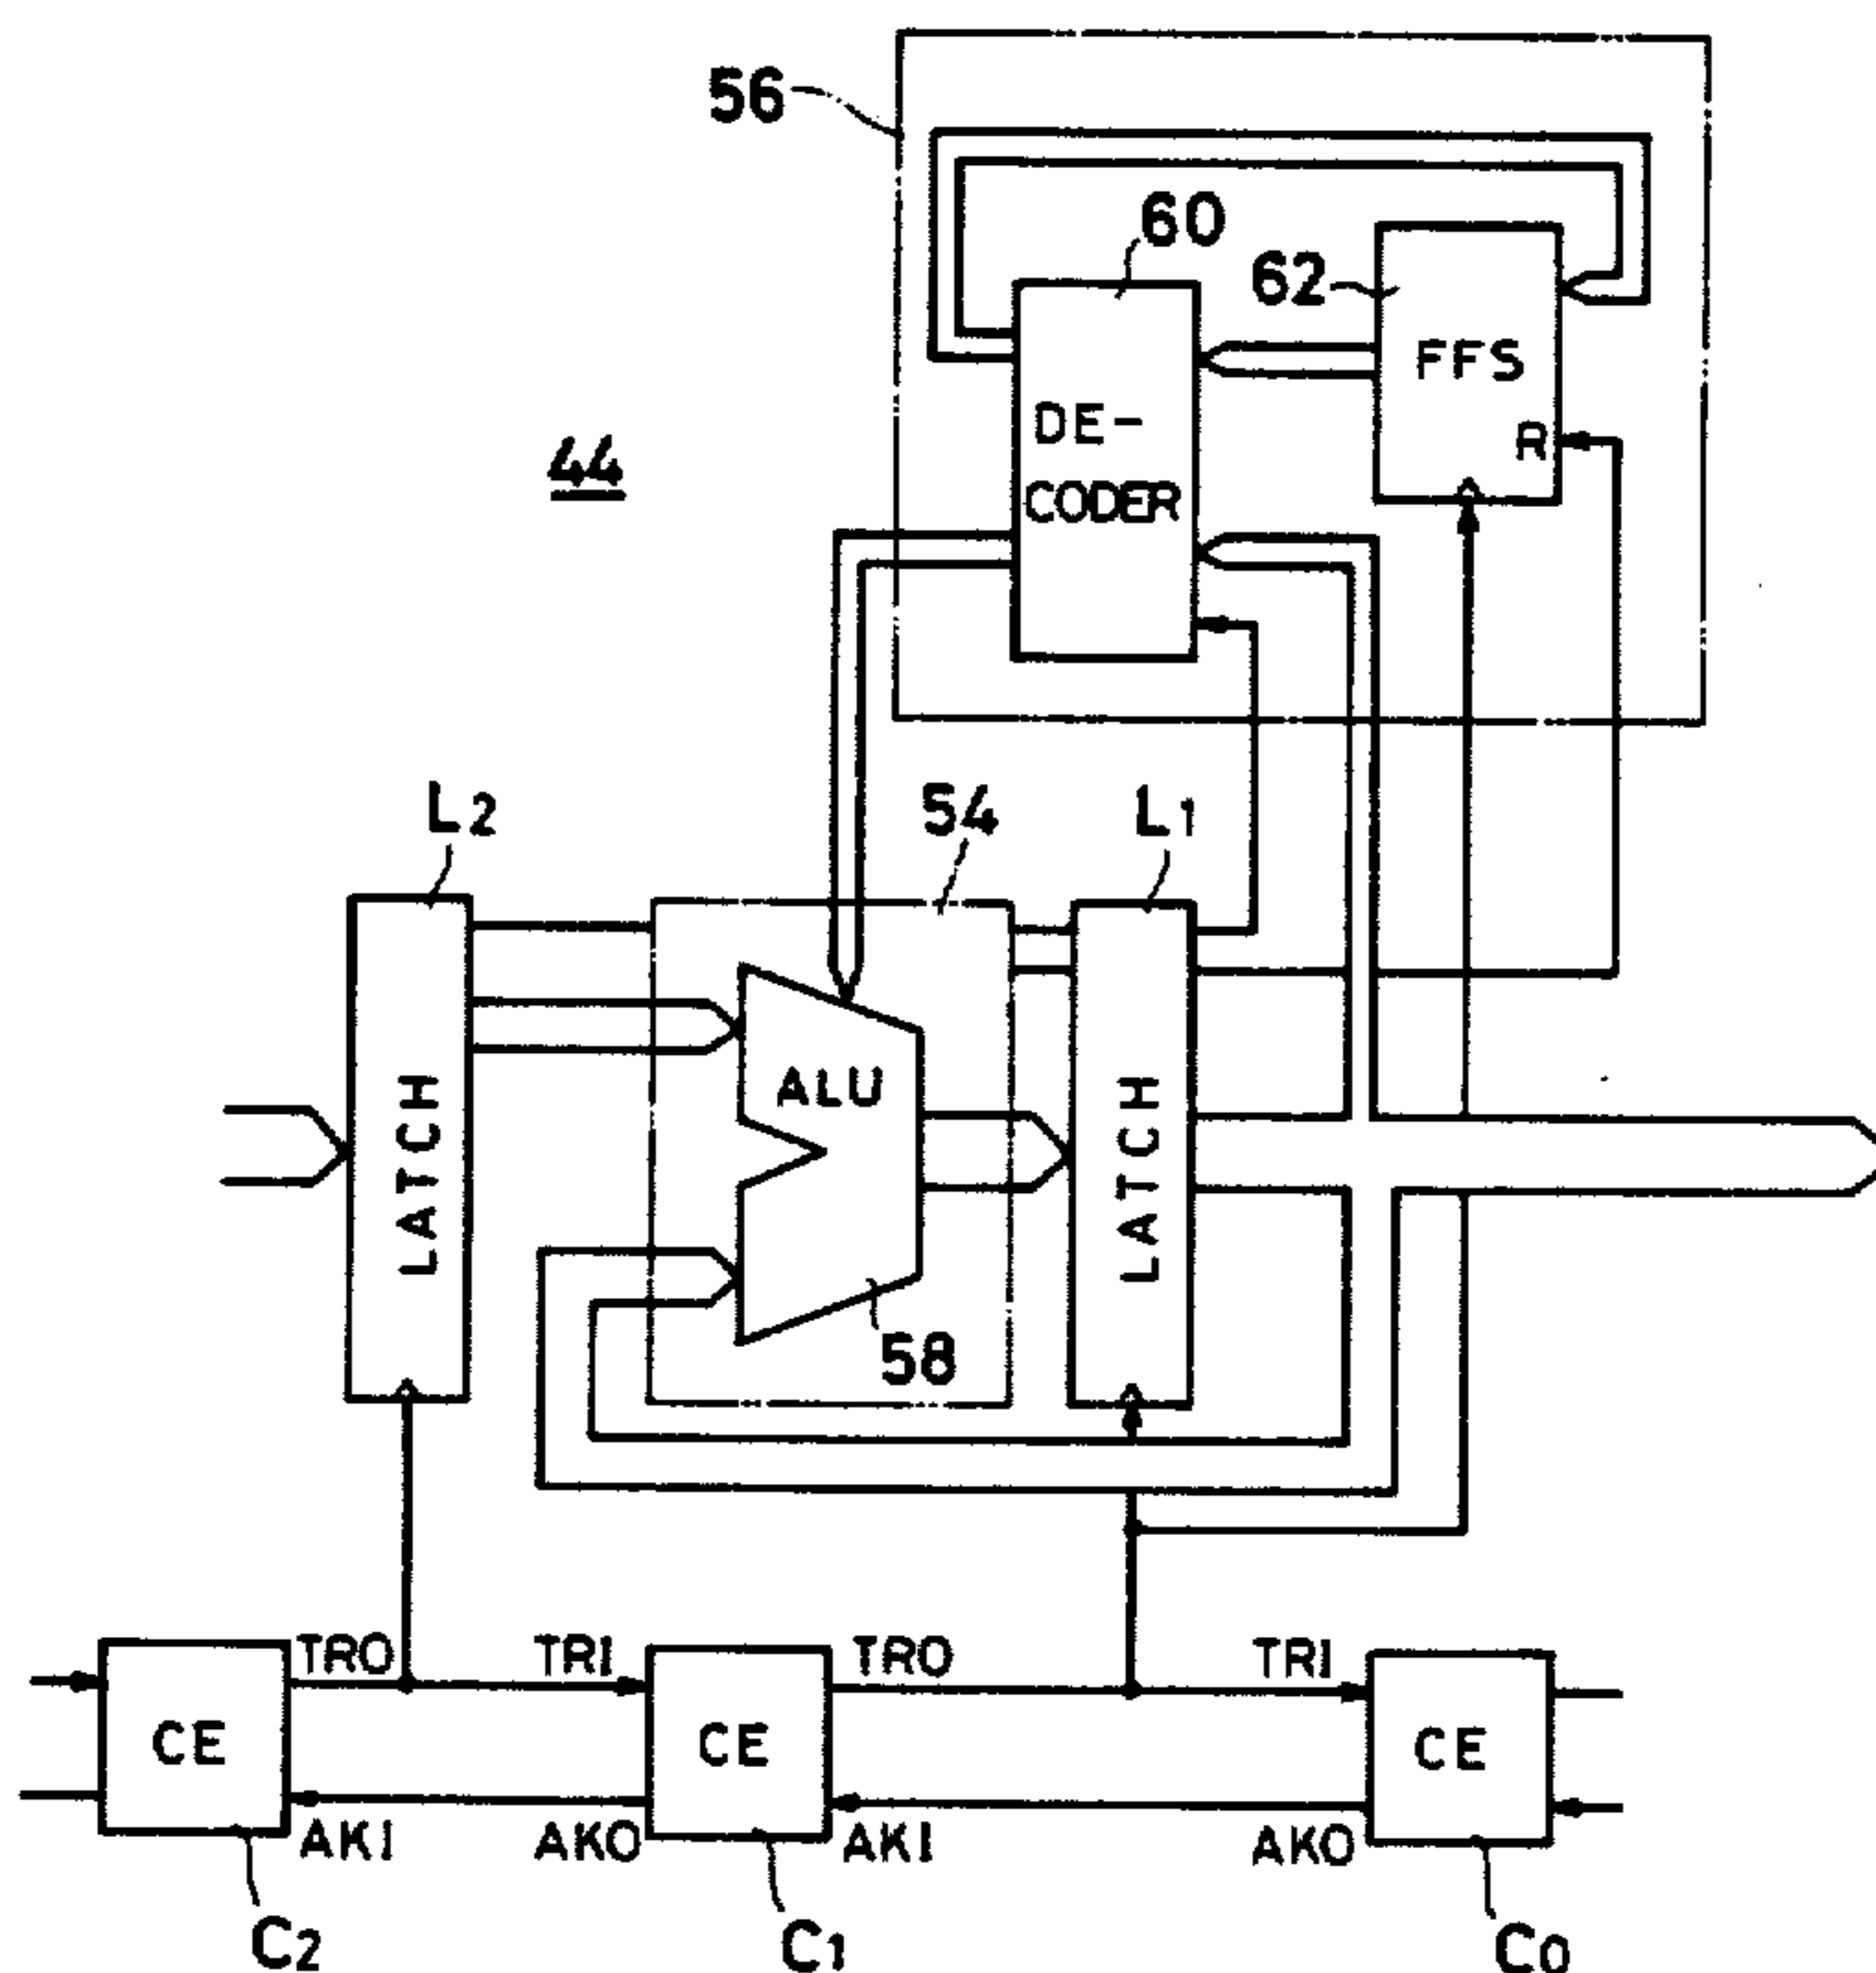 56
60
62
FFS
DE-
CODER
R
44
L2
54
L1
LATCH
ALU
LATCH
58
TRO
TRI
TRO
TRI
CE
CE
CE
AKI
AKO
AKI
AKO
C2
C1
C0